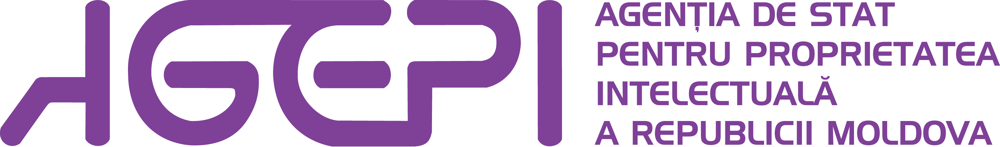 AGEPI
AGENȚIA DE STAT
PENTRU PROPRIETATEA
INTELECTUALĂ
A REPUBLICII MOLDOVA